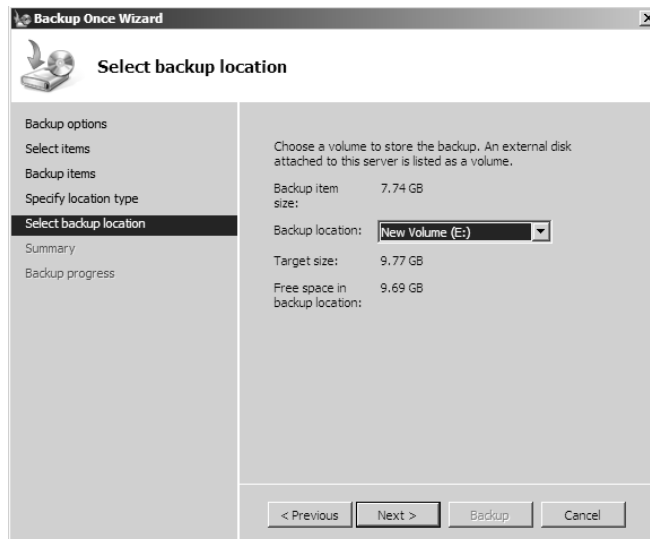 Backup Once Wizard
Select backup location
Backup options
Select items
Backup items
Specify location type
Select backup location
Summary
Backup progress
Choose a volume to store the backup. An external disk
attached to this server is listed as a volume.
Backup item
size:
7.74 GB
Backup location:
New Volume (E:)
Target size:
9.77 GB
Free space in
backup location:
9.69 GB
< Previous
Next >
Backup
Cancel